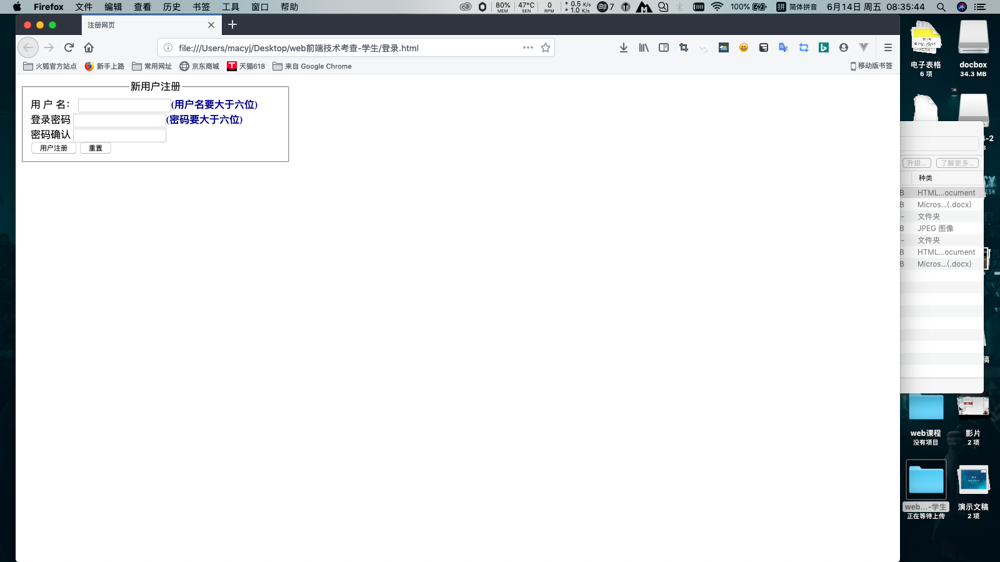 Firefox 文件 编辑 查看 历史 书签 工具 窗口 帮助
80% MEM 47°C SEN 0 RPM ↑ 0.5 K/s ↓ 1.0 K/s 7 100% 拼 简体拼音 6月14日 周五 08:35:44
注册网页
file:///Users/macyj/Desktop/web前端技术考查-学生/登录.html
火狐官方站点 新手上路 常用网址 京东商城 T 天猫618 来自 Google Chrome 移动版书签
新用户注册
用 户 名： (用户名要大于六位)
登录密码 (密码要大于六位)
密码确认
用户注册 重置
电子表格
6 项
docbox
34.3 MB
升级... 了解更多...
种类
B HTML...ocument
B Micros...(.docx)
-- 文件夹
B JPEG 图像
-- 文件夹
B HTML...ocument
B Micros...(.docx)
web课程
没有项目
影片
2 项
web...-学生
正在等待上传
演示文稿
2 项